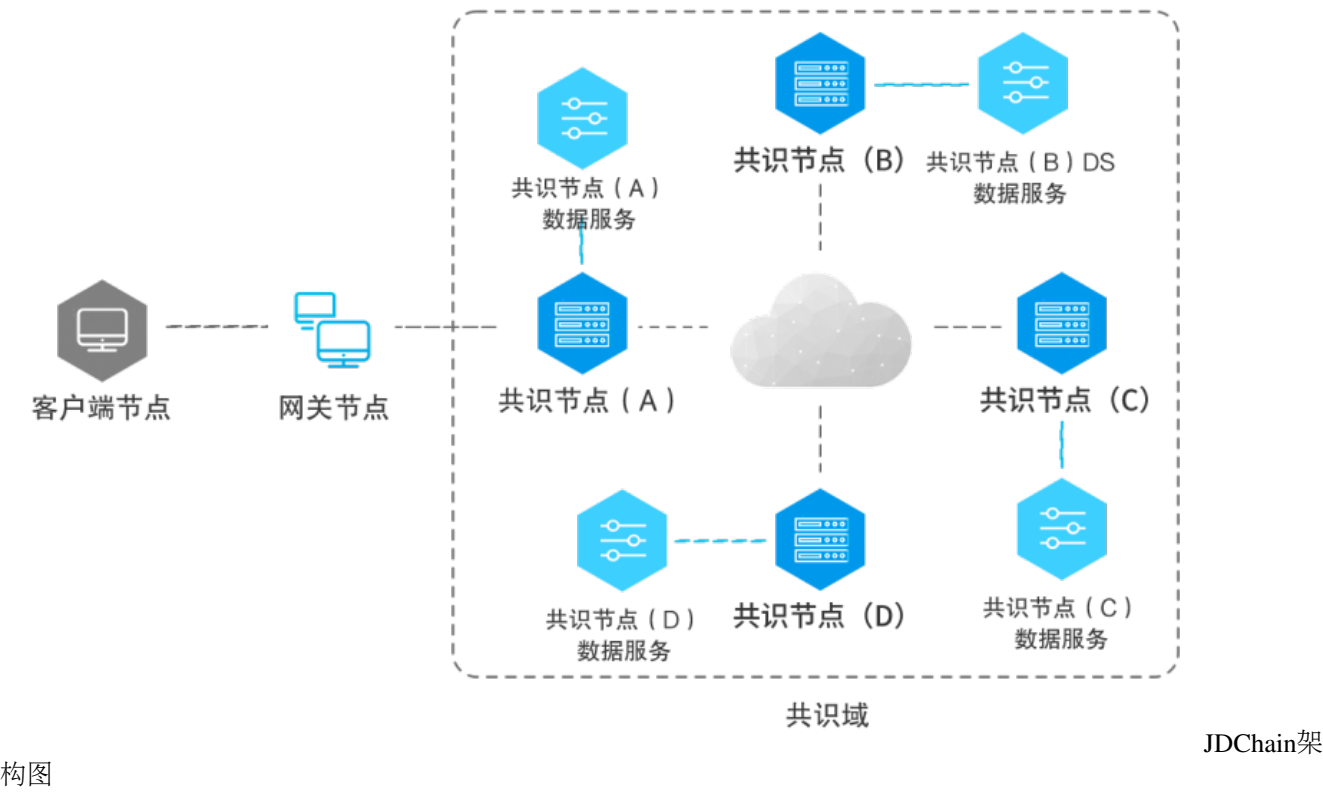 共识节点（B）
共识节点（B）DS
数据服务
共识节点（A）
数据服务
客户端节点
网关节点
共识节点（A）
共识节点（C）
共识节点（D）
数据服务
共识节点（D）
共识节点（C）
数据服务
共识域
JDChain架
构图